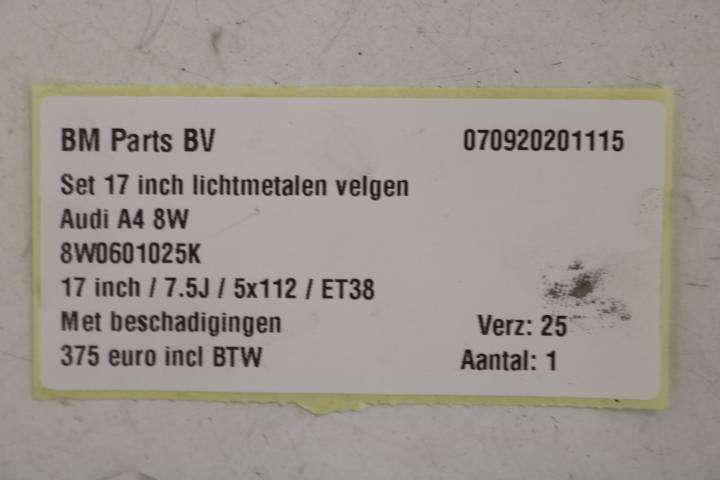 BM Parts BV 070920201115
Set 17 inch lichtmetalen velgen
Audi A4 8W
8W0601025K
17 inch / 7.5J / 5x112 / ET38
Met beschadigingen Verz: 25
375 euro incl BTW Aantal: 1